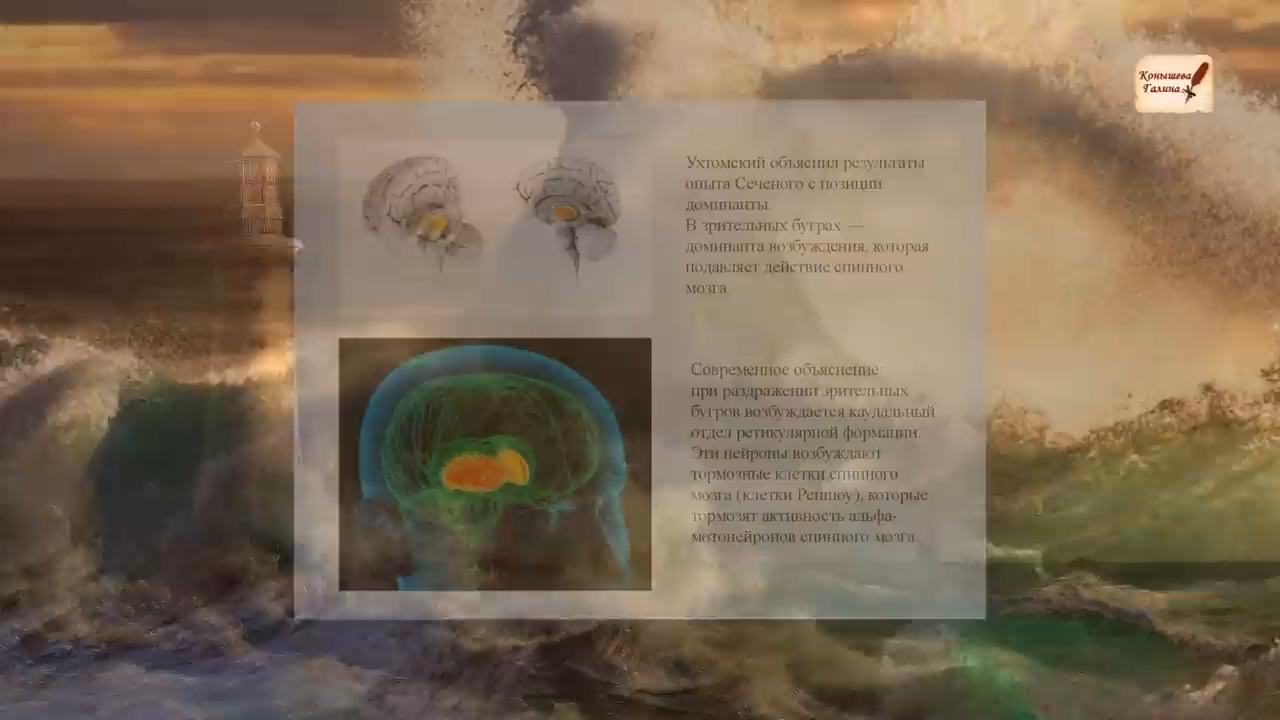 Конышева
Галина
Ухтомский объяснил результаты
опыта Сеченого с позиции
доминанты.
В зрительных буграх —
доминанта возбуждения, которая
подавляет действие спинного
мозга.
Современное объяснение
при раздражении зрительных
бугров возбуждается каудальный
отдел ретикулярной формации.
Эти нейроны возбуждают
тормозные клетки спинного
мозга (клетки Реншоу), которые
тормозят активность альфа-
мотонейронов спинного мозга.